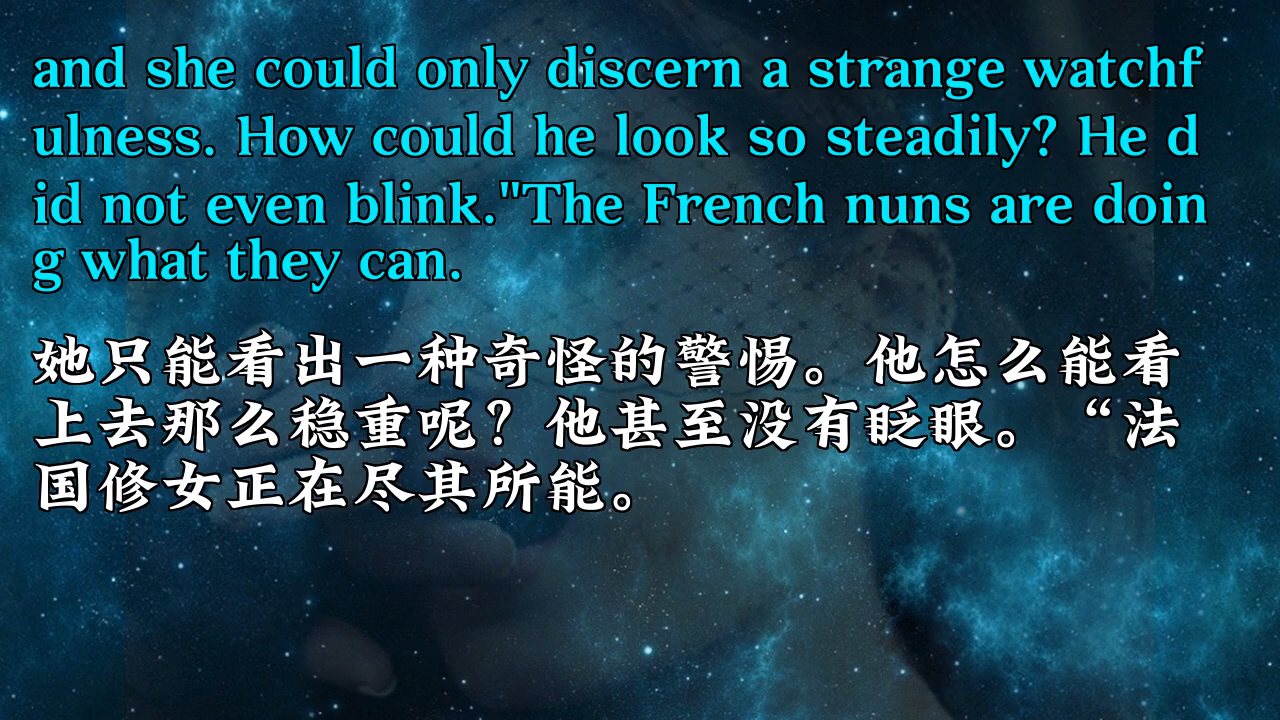 and she could only discern a strange watchf
ulness. How could he look so steadily? He d
id not even blink."The French nuns are doin
g what they can.
她只能看出一种奇怪的警惕。他怎么能看
上去那么稳重呢？他甚至没有眨眼。“法
国修女正在尽其所能。